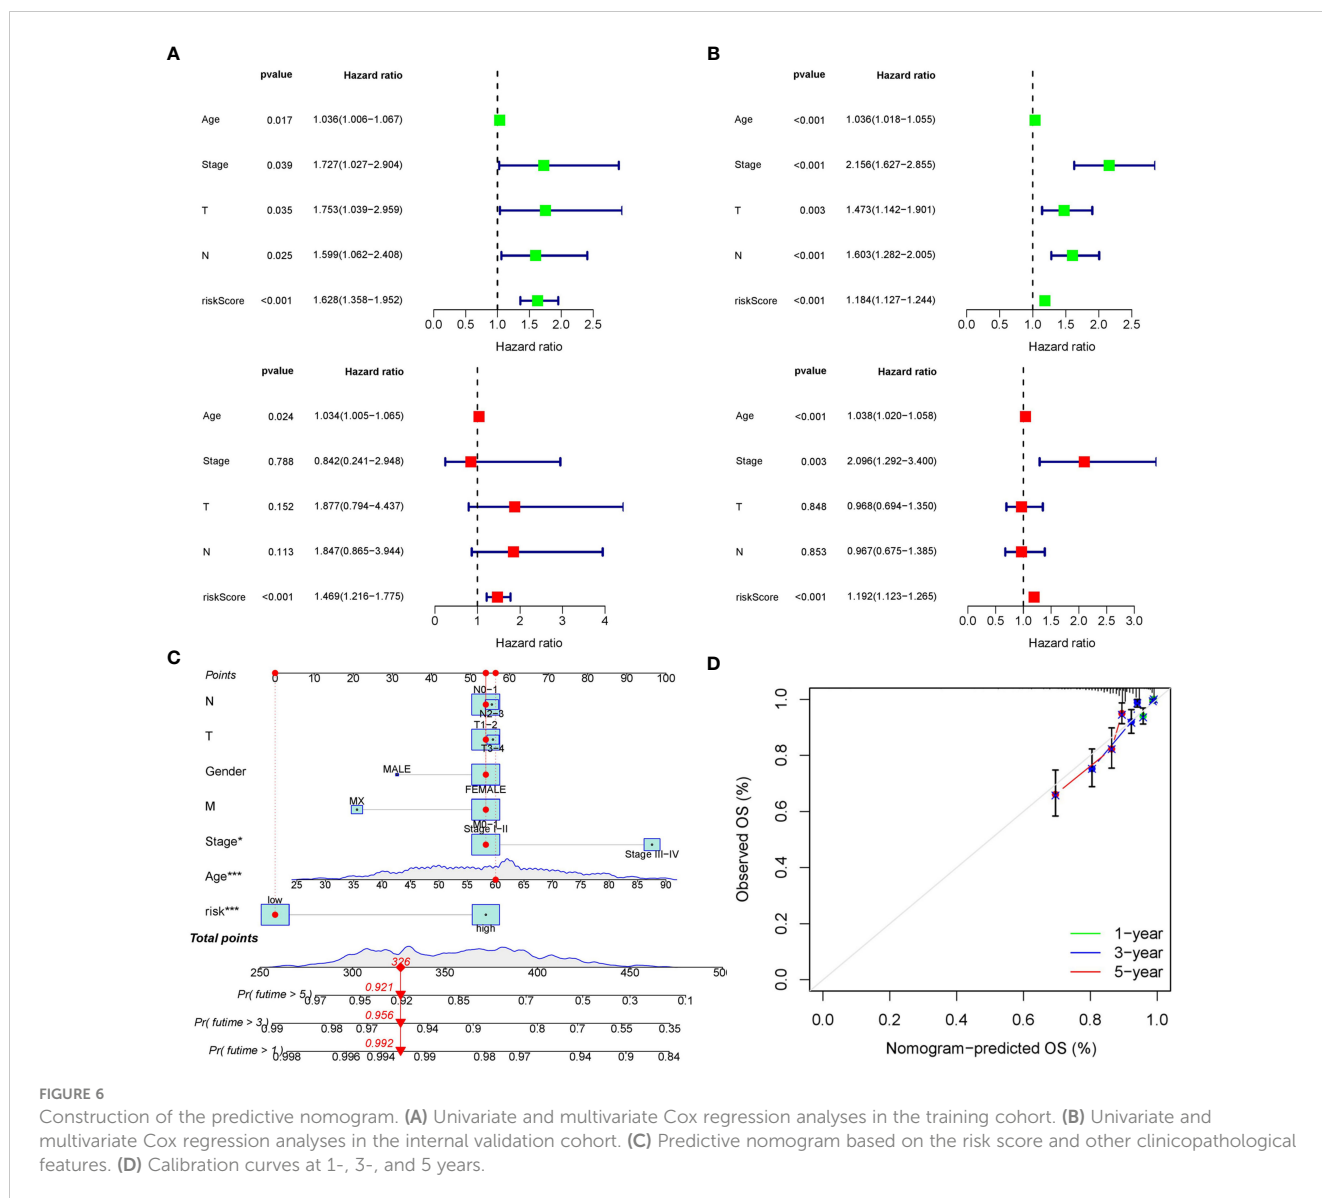 A
pvalue Hazard ratio
Age 0.017 1.036(1.006−1.067)
Stage 0.039 1.727(1.027−2.904)
T 0.035 1.753(1.039−2.959)
N 0.025 1.599(1.062−2.408)
riskScore <0.001 1.628(1.358−1.952)
0.0 0.5 1.0 1.5 2.0 2.5
Hazard ratio
pvalue Hazard ratio
Age 0.024 1.034(1.005−1.065)
Stage 0.788 0.842(0.241−2.948)
T 0.152 1.877(0.794−4.437)
N 0.113 1.847(0.865−3.944)
riskScore <0.001 1.469(1.216−1.775)
0 1 2 3 4
Hazard ratio
B
pvalue Hazard ratio
Age <0.001 1.036(1.018−1.055)
Stage <0.001 2.156(1.627−2.855)
T 0.003 1.473(1.142−1.901)
N <0.001 1.603(1.282−2.005)
riskScore <0.001 1.184(1.127−1.244)
0.0 0.5 1.0 1.5 2.0 2.5
Hazard ratio
pvalue Hazard ratio
Age <0.001 1.038(1.020−1.058)
Stage 0.003 2.096(1.292−3.400)
T 0.848 0.968(0.694−1.350)
N 0.853 0.967(0.675−1.385)
riskScore <0.001 1.192(1.123−1.265)
0.0 0.5 1.0 1.5 2.0 2.5 3.0
Hazard ratio
C
Points 0 10 20 30 40 50 60 70 80 90 100
N0−1
N
N2−3
T1−2
T
T3−4
Gender MALE
FEMALE
M MX
M0−1
Stage I−II
Stage*
Stage III−IV
Age***
25 30 35 40 45 50 55 60 65 70 75 80 85 90
low
risk***
high
Total points
326
250 300 350 400 450 500
0.921
Pr( futime > 5 )
0.97 0.95 0.92 0.85 0.7 0.5 0.3 0.1
0.956
Pr( futime > 3 )
0.99 0.98 0.97 0.94 0.9 0.8 0.7 0.55 0.35
0.992
Pr( futime > 1 )
0.998 0.996 0.994 0.99 0.98 0.97 0.94 0.9 0.84
D
Observed OS (%)
1.0
0.8
0.6
0.4
0.2
0.0
1−year
3−year
5−year
0.0 0.2 0.4 0.6 0.8 1.0
Nomogram−predicted OS (%)
FIGURE 6
Construction of the predictive nomogram. (A) Univariate and multivariate Cox regression analyses in the training cohort. (B) Univariate and
multivariate Cox regression analyses in the internal validation cohort. (C) Predictive nomogram based on the risk score and other clinicopathological
features. (D) Calibration curves at 1-, 3-, and 5 years.